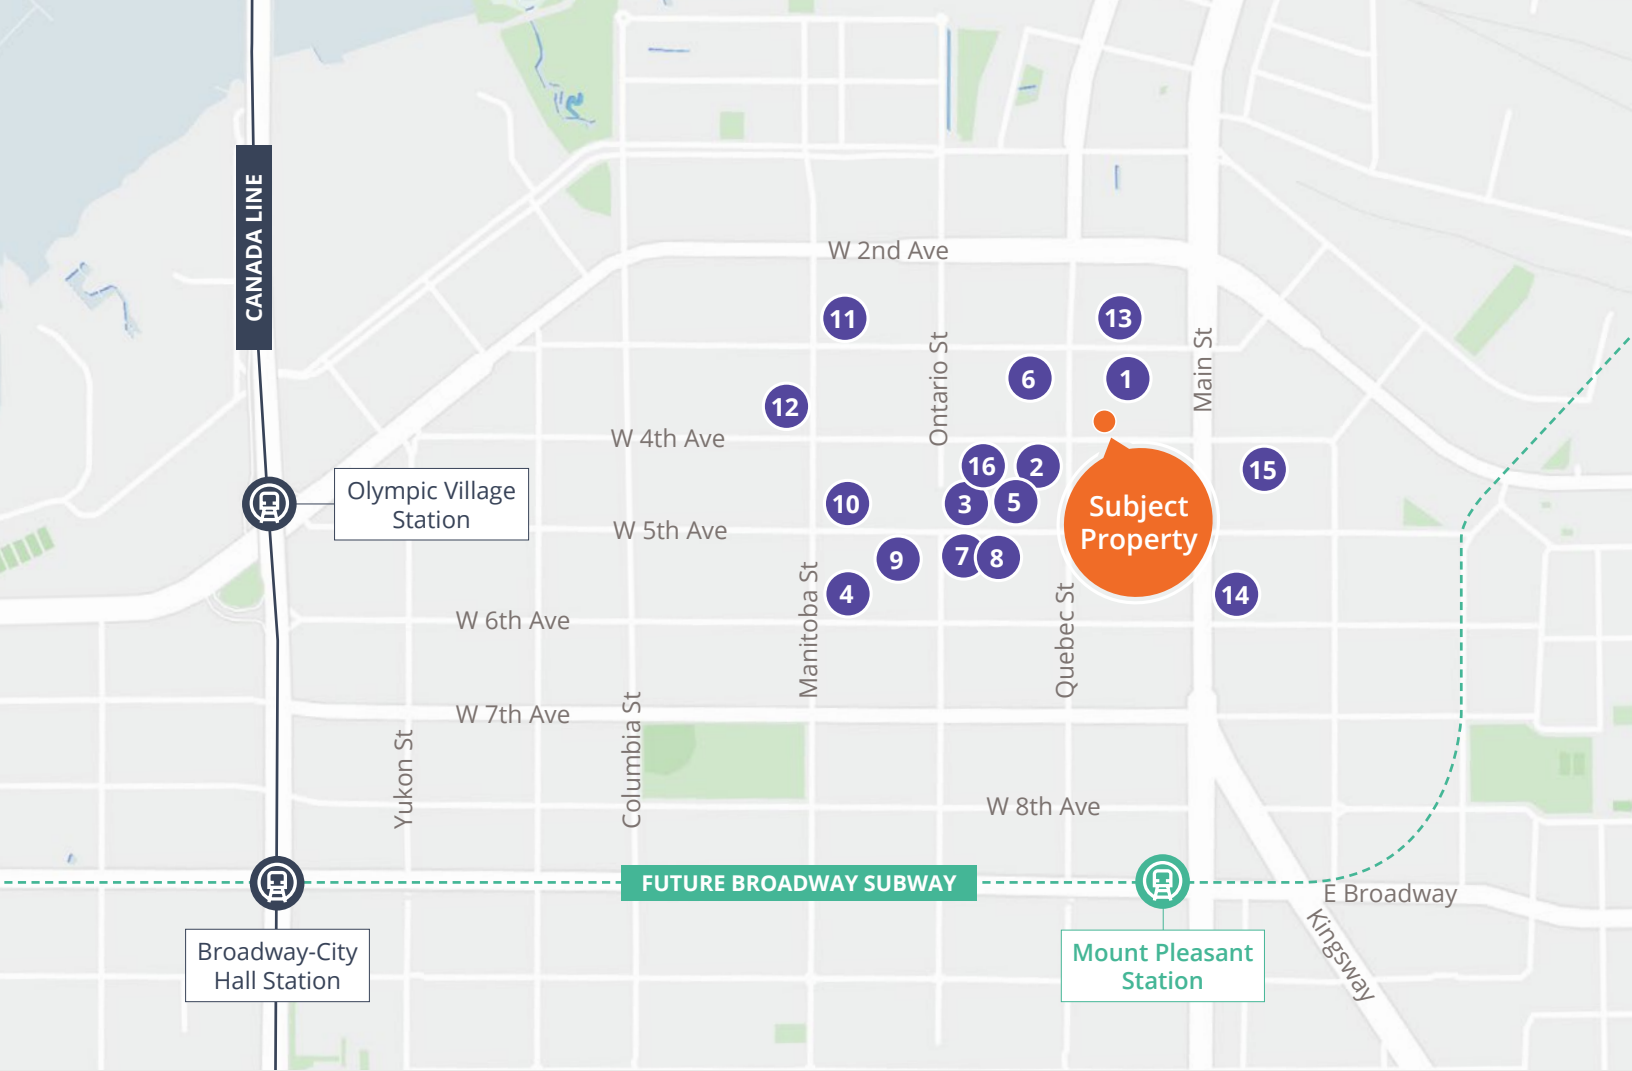 CANADA LINE
W 2nd Ave
11
13
Ontario St
Main St
6
1
12
W 4th Ave
16
2
15
Olympic Village
Station
10
3
5
Subject
Property
W 5th Ave
9
7
8
4
14
Manitoba St
Quebec St
W 6th Ave
W 7th Ave
Yukon St
Columbia St
W 8th Ave
FUTURE BROADWAY SUBWAY
E Broadway
Kingsway
Broadway-City
Hall Station
Mount Pleasant
Station